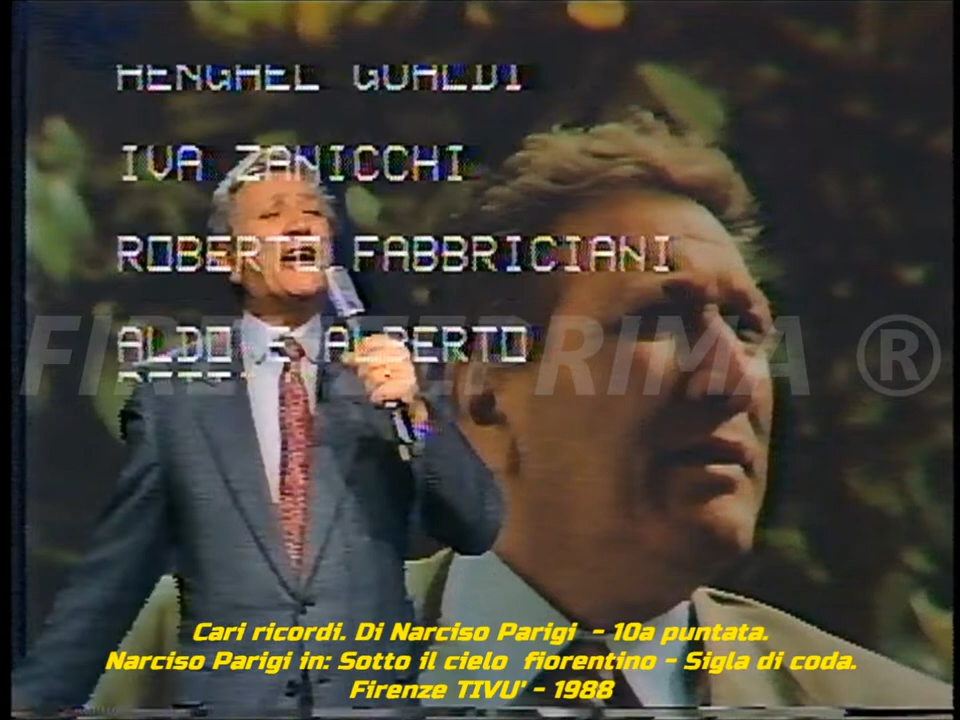 HENGHEL GUALDI
IVA ZANICCHI
ROBERTO FABBRICIANI
ALDO E ALBERTO
FIRENZEPRIMA ®
Cari ricordi. Di Narciso Parigi - 10a puntata.
Narciso Parigi in: Sotto il cielo fiorentino - Sigla di coda.
Firenze TIVU' - 1988